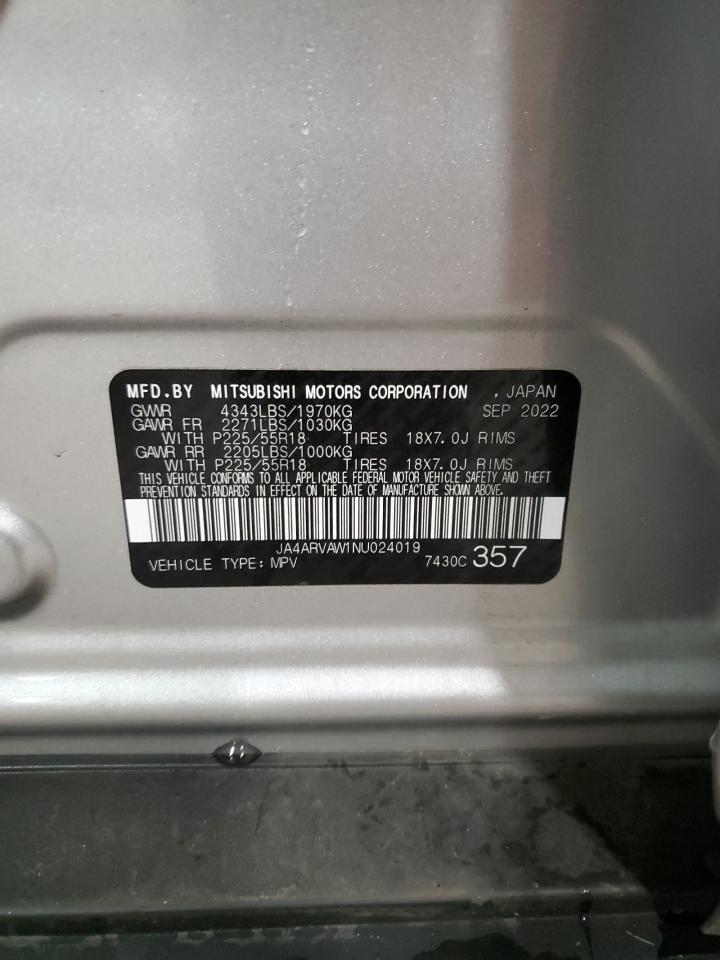 MFD.BY MITSUBISHI MOTORS CORPORATION , JAPAN
GVWR 4343LBS/1970KG SEP 2022
GAWR FR 2271LBS/1030KG
WITH P225/55R18 TIRES 18X7.0J RIMS
GAWR RR 2205LBS/1000KG
WITH P225/55R18 TIRES 18X7.0J RIMS
THIS VEHICLE CONFORMS TO ALL APPLICABLE FEDERAL MOTOR VEHICLE SAFETY AND THEFT
PREVENTION STANDARDS IN EFFECT ON THE DATE OF MANUFACTURE SHOWN ABOVE.
JA4ARVAW1NU024019
VEHICLE TYPE:MPV 7430C 357